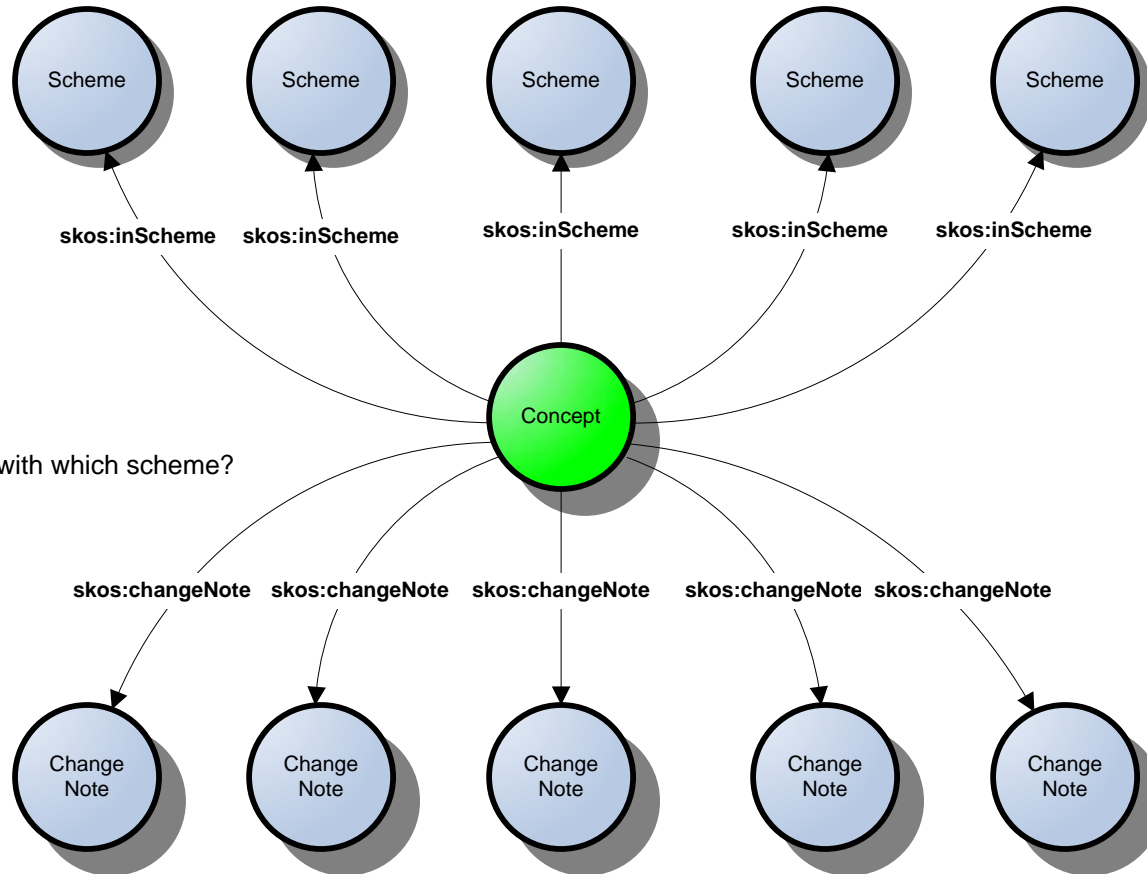 Scheme Scheme Scheme Scheme Scheme
skos:inScheme skos:inScheme skos:inScheme skos:inScheme skos:inScheme
Concept
with which scheme?
skos:changeNote skos:changeNote skos:changeNote skos:changeNote skos:changeNote
Change Change Change Change Change
Note Note Note Note Note